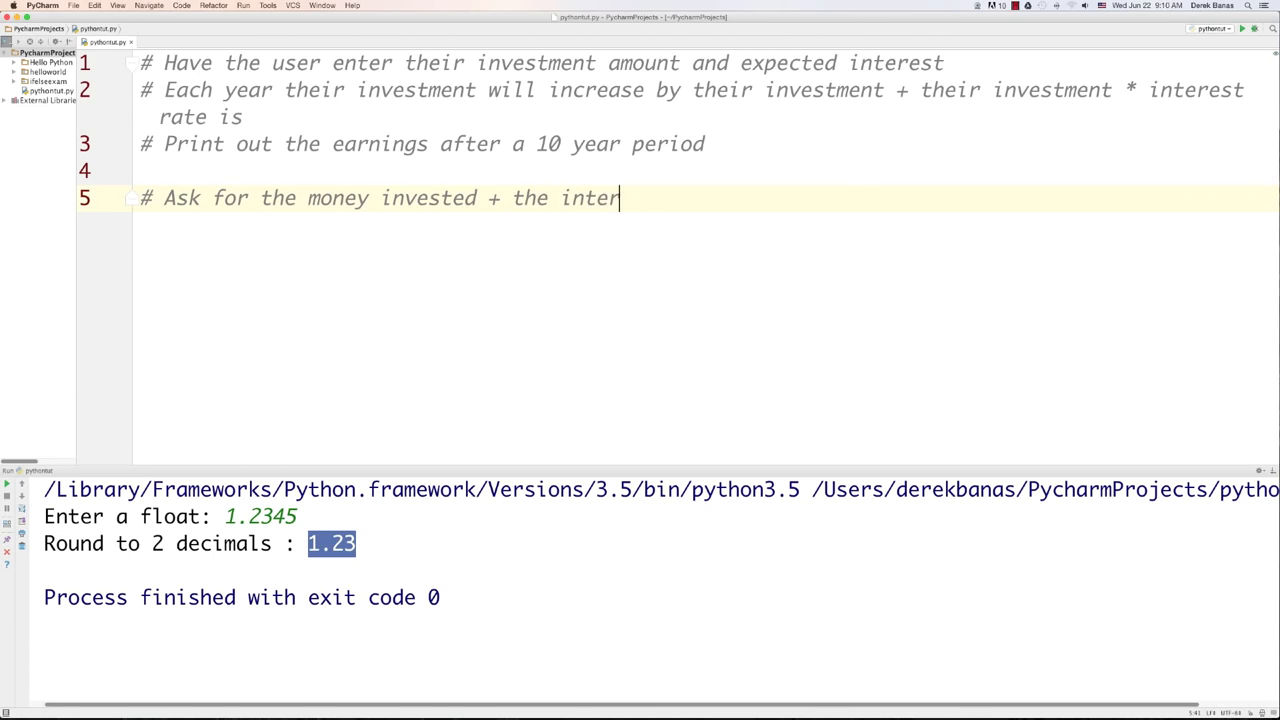 PyCharm File Edit View Navigate Code Refactor Run Tools VCS Window Help 10 Wed Jun 22 9:10 AM Derek Banas
pythontut.py - PycharmProjects - [~/PycharmProjects]
PycharmProjects pythontut.py pythontut
pythontut.py
PycharmProject
Hello Python
helloworld
ifelseexam
pythontut.py
External Librarie
1 # Have the user enter their investment amount and expected interest
2 # Each year their investment will increase by their investment + their investment * interest
rate is
3 # Print out the earnings after a 10 year period
4
5 # Ask for the money invested + the inter
Run pythontut
/Library/Frameworks/Python.framework/Versions/3.5/bin/python3.5 /Users/derekbanas/PycharmProjects/pytho
Enter a float: 1.2345
Round to 2 decimals : 1.23
Process finished with exit code 0
5:41 LF UTF-8